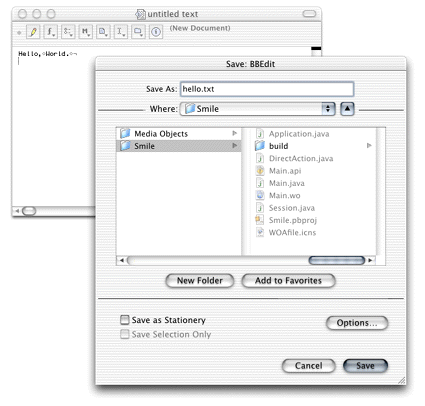 untitled text
(New Document)
Hello, World.
Save: BBEdit
Save As: hello.txt
Where: Smile
Media Objects
Smile
Application.java
build
DirectAction.java
Main.api
Main.java
Main.wo
Session.java
Smile.pbproj
WOAfile.icns
New Folder
Add to Favorites
Save as Stationery
Save Selection Only
Options...
Cancel
Save